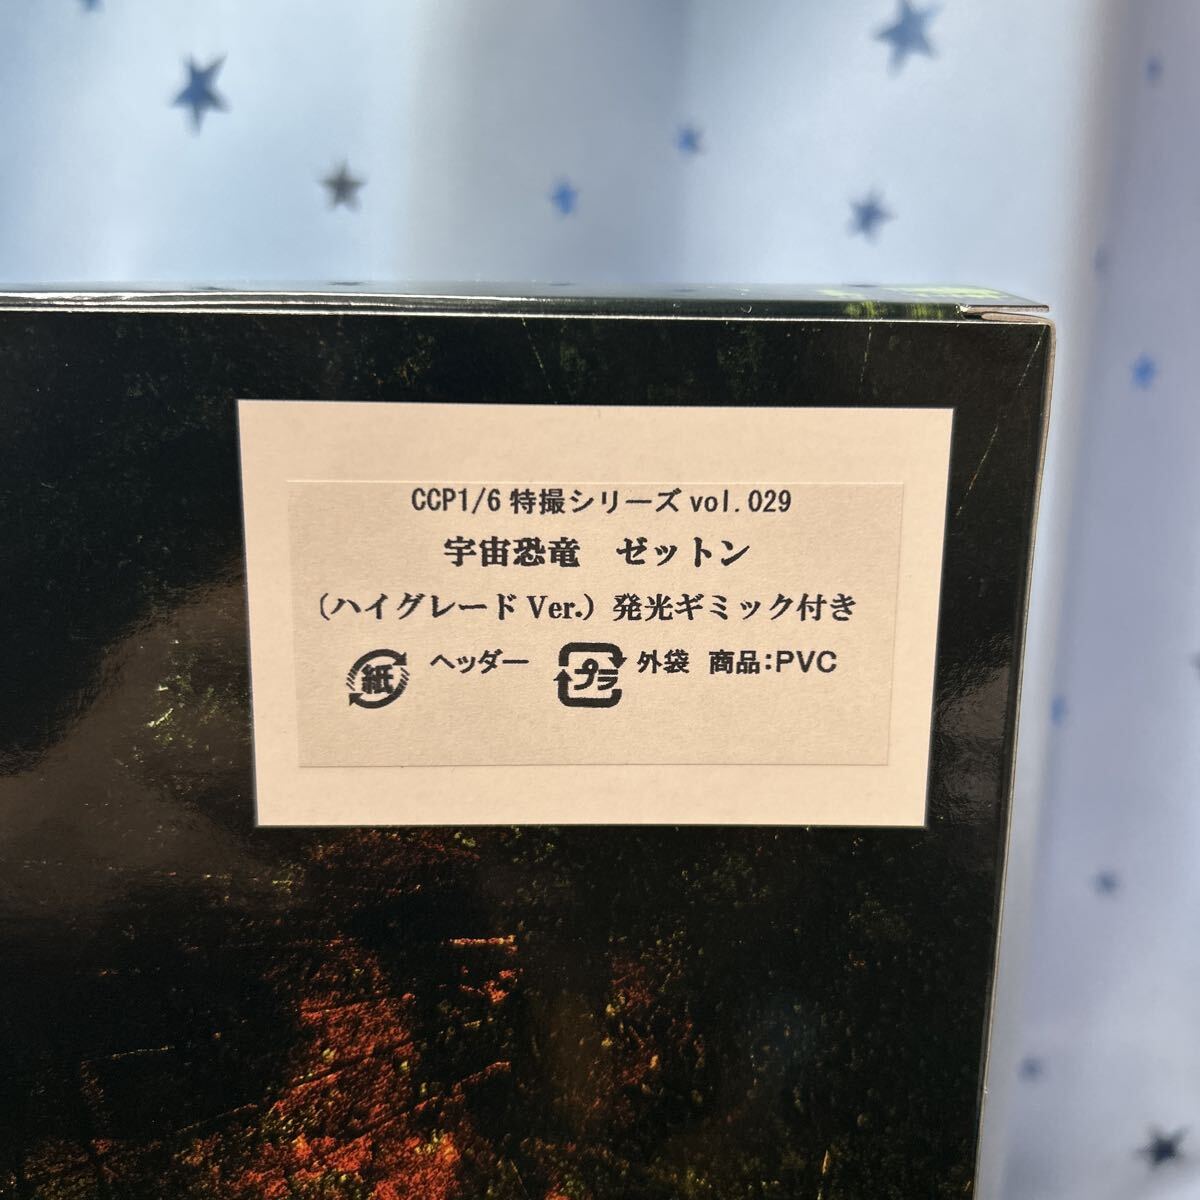 CCP1/6 特撮シリーズ vol.029
宇宙恐竜　ゼットン
（ハイグレード Ver.）発光ギミック付き
紙 ヘッダー プラ 外袋 商品：PVC